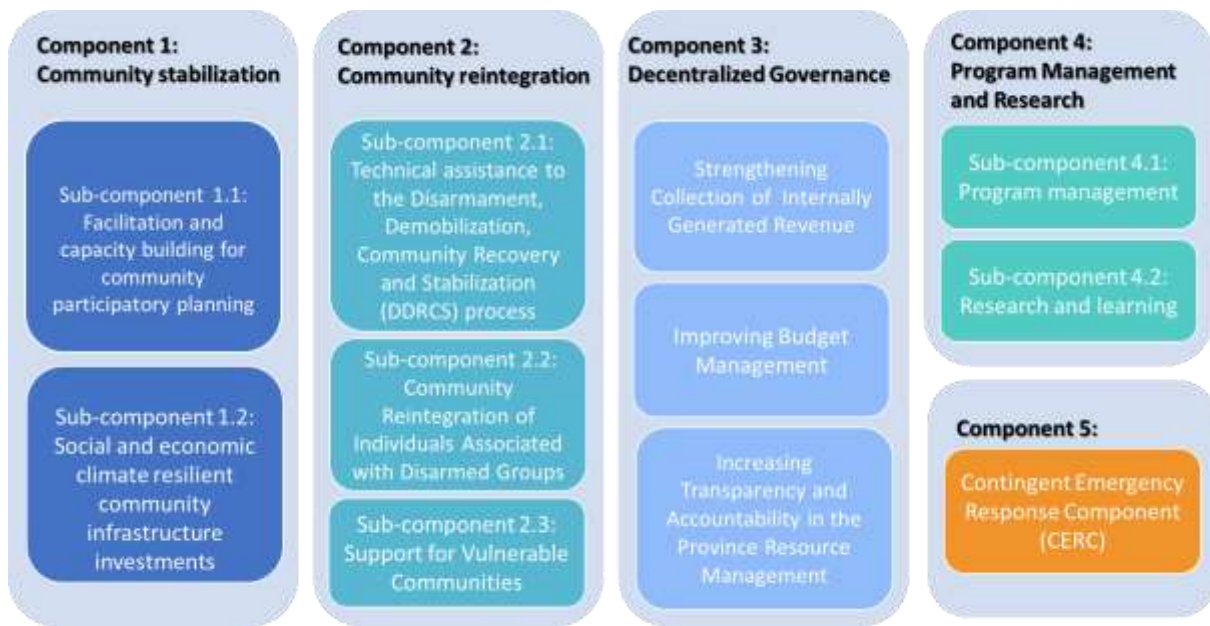 Component 1:
Community stabilization
Sub-component 1.1:
Facilitation and
capacity building for
community
participatory planning
Sub-component 1.2:
Social and economic
climate resilient
community
infrastructure
investments
Component 2:
Community reintegration
Sub-component 2.1:
Technical assistance to
the Disarmament,
Demobilization,
Community Recovery
and Stabilization
(DDRCS) process
Sub-component 2.2:
Community
Reintegration of
Individuals Associated
with Disarmed Groups
Sub-component 2.3:
Support for Vulnerable
Communities
Component 3:
Decentralized Governance
Strengthening
Collection of Internally
Generated Revenue
Improving Budget
Management
Increasing
Transparency and
Accountability in the
Province Resource
Management
Component 4:
Program Management
and Research
Sub-component 4.1:
Program management
Sub-component 4.2:
Research and learning
Component 5:
Contingent Emergency
Response Component
(CERC)